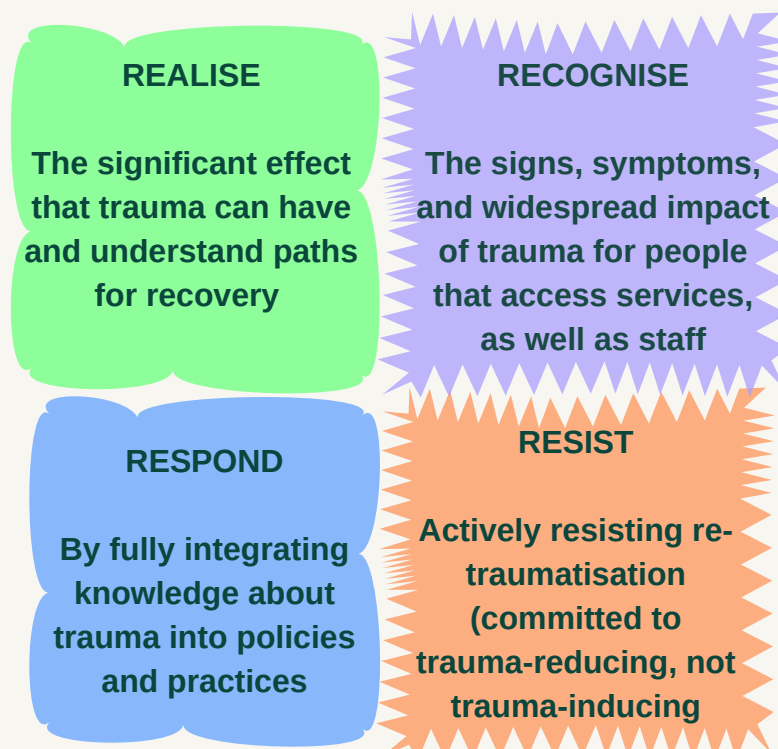 REALISE
The significant effect
that trauma can have
and understand paths
for recovery
RECOGNISE
The signs, symptoms,
and widespread impact
of trauma for people
that access services,
as well as staff
RESPOND
By fully integrating
knowledge about
trauma into policies
and practices
RESIST
Actively resisting re-
traumatisation
(committed to
trauma-reducing, not
trauma-inducing